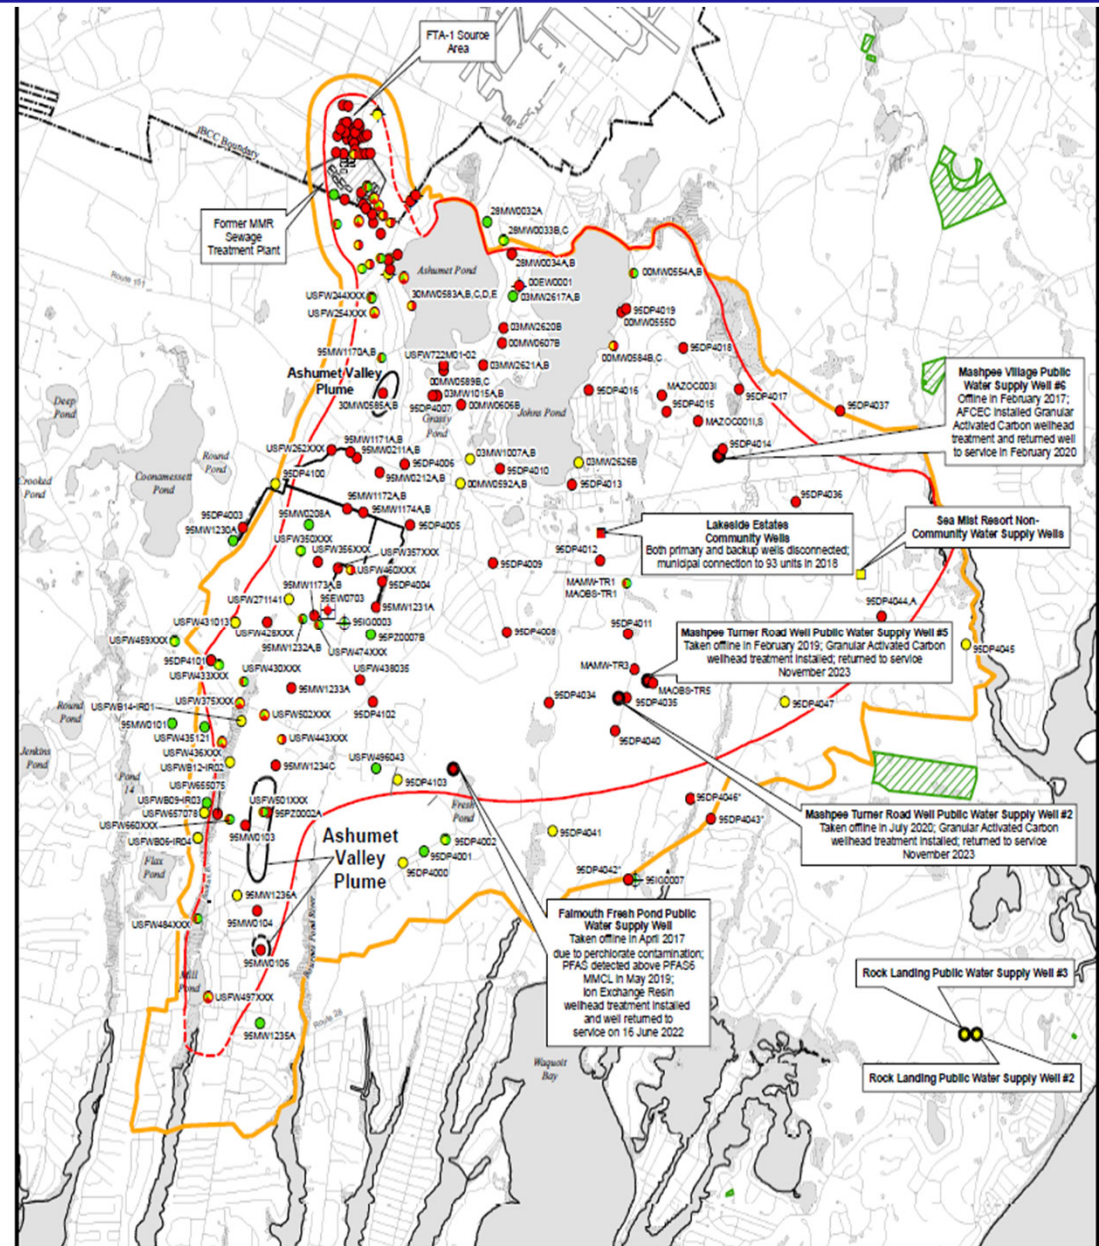 FTA-1 Source
Area
JBCC Boundary
Former MMR
Sewage
Treatment Plant
Route 151
28MW0032A
28MW0033B,C
28MW0034A,B
00EW0001
03MW2617A,B
Ashumet Pond
30MW0583A,B,C,D,E
USFW244XXX
USFW254XXX
00MW0554A,B
95DP4019
00MW0555D
03MW2620B
00MW0607B
95MW1170A,B
USFW722M01-02
03MW2621A,B
00MW0584B,C
95DP4018
Ashumet Valley
Plume
00MW0589B,C
03MW1015A,B
30MW0585A,B
95DP4007
00MW0606B
Grassy
Pond
Johns Pond
95DP4016
MAZOC003I
95DP4015
95DP4017
MAZOC001I,S
95DP4037
95DP4014
Mashpee Village Public
Water Supply Well #6
Offline in February 2017;
AFCEC Installed Granular
Activated Carbon wellhead
treatment and returned well
to service in February 2020
Deep
Pond
Crooked
Pond
Coonamessett
Pond
Round
Pond
USFW262XXX
95MW1171A,B
95MW0211A,B
95DP4006
95MW0212A,B
95DP4100
03MW1007A,B
95DP4010
00MW0592A,B
03MW2626B
95DP4013
95DP4036
95MW1172A,B
95MW1174A,B
95DP4003
95MW1230A
95MW0208A
95DP4005
USFW350XXX
USFW356XXX
USFW357XXX
USFW460XXX
95MW1173A,B
95DP4004
95EW0703
USFW271141
95MW1231A
95IG0003
95PZ0007B
95DP4009
95DP4008
95DP4012
Lakeside Estates
Community Wells
Both primary and backup wells disconnected;
municipal connection to 93 units in 2018
Sea Mist Resort Non-
Community Water Supply Wells
MAMW-TR1
MAOBS-TR1
95DP4011
95DP4044,A
95DP4045
USFW431013
USFW428XXX
USFW459XXX
95MW1232A,B
USFW474XXX
95DP4101
USFW433XXX
USFW430XXX
USFW438035
95MW1233A
95DP4102
USFW375XXX
USFWB14-IR01
USFW502XXX
95MW0101
USFW435121
USFW436XXX
USFW443XXX
USFWB12-IR02
95MW1234C
USFW496043
95DP4103
Round
Pond
Jenkins
Pond
Pond
14
Mashpee Turner Road Well Public Water Supply Well #5
Taken offline in February 2019; Granular Activated Carbon
wellhead treatment installed; returned to service
November 2023
MAMW-TR3
MAOBS-TR5
95DP4034
95DP4035
95DP4047
95DP4040
95DP4046*
95DP4043*
Mashpee Turner Road Well Public Water Supply Well #2
Taken offline in July 2020; Granular Activated Carbon
wellhead treatment installed; returned to service
November 2023
USFW655075
USFWB09-IR03
USFW657078
USFW501XXX
95PZ0002A
USFW660XXX
95MW0103
USFWB06-IR04
Fresh
Pond
Flax
Pond
Ashumet
Valley
Plume
95DP4002
95DP4001
95DP4000
95DP4041
95DP4042*
95IG0007
95MW1236A
95MW0104
USFW484XXX
95MW0106
Mill
Pond
USFW497XXX
95MW1235A
Route 28
Falmouth Fresh Pond Public
Water Supply Well
Taken offline in April 2017
due to perchlorate contamination;
PFAS detected above PFAS6
MMCL in May 2019;
Ion Exchange Resin
wellhead treatment installed
and well returned to
service on 16 June 2022
Waquoit
Bay
Rock Landing Public Water Supply Well #3
Rock Landing Public Water Supply Well #2